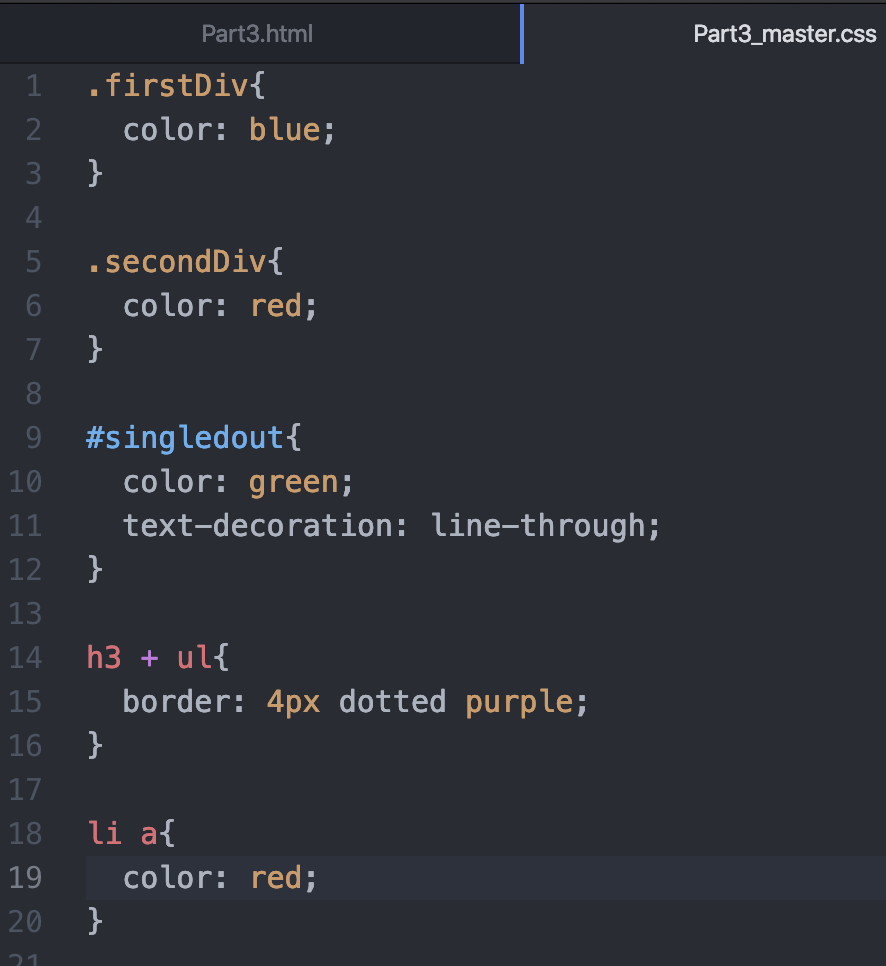 Part3.html Part3_master.css
1 .firstDiv{
2   color: blue;
3 }
4
5 .secondDiv{
6   color: red;
7 }
8
9 #singledout{
10   color: green;
11   text-decoration: line-through;
12 }
13
14 h3 + ul{
15   border: 4px dotted purple;
16 }
17
18 li a{
19   color: red;
20 }
21